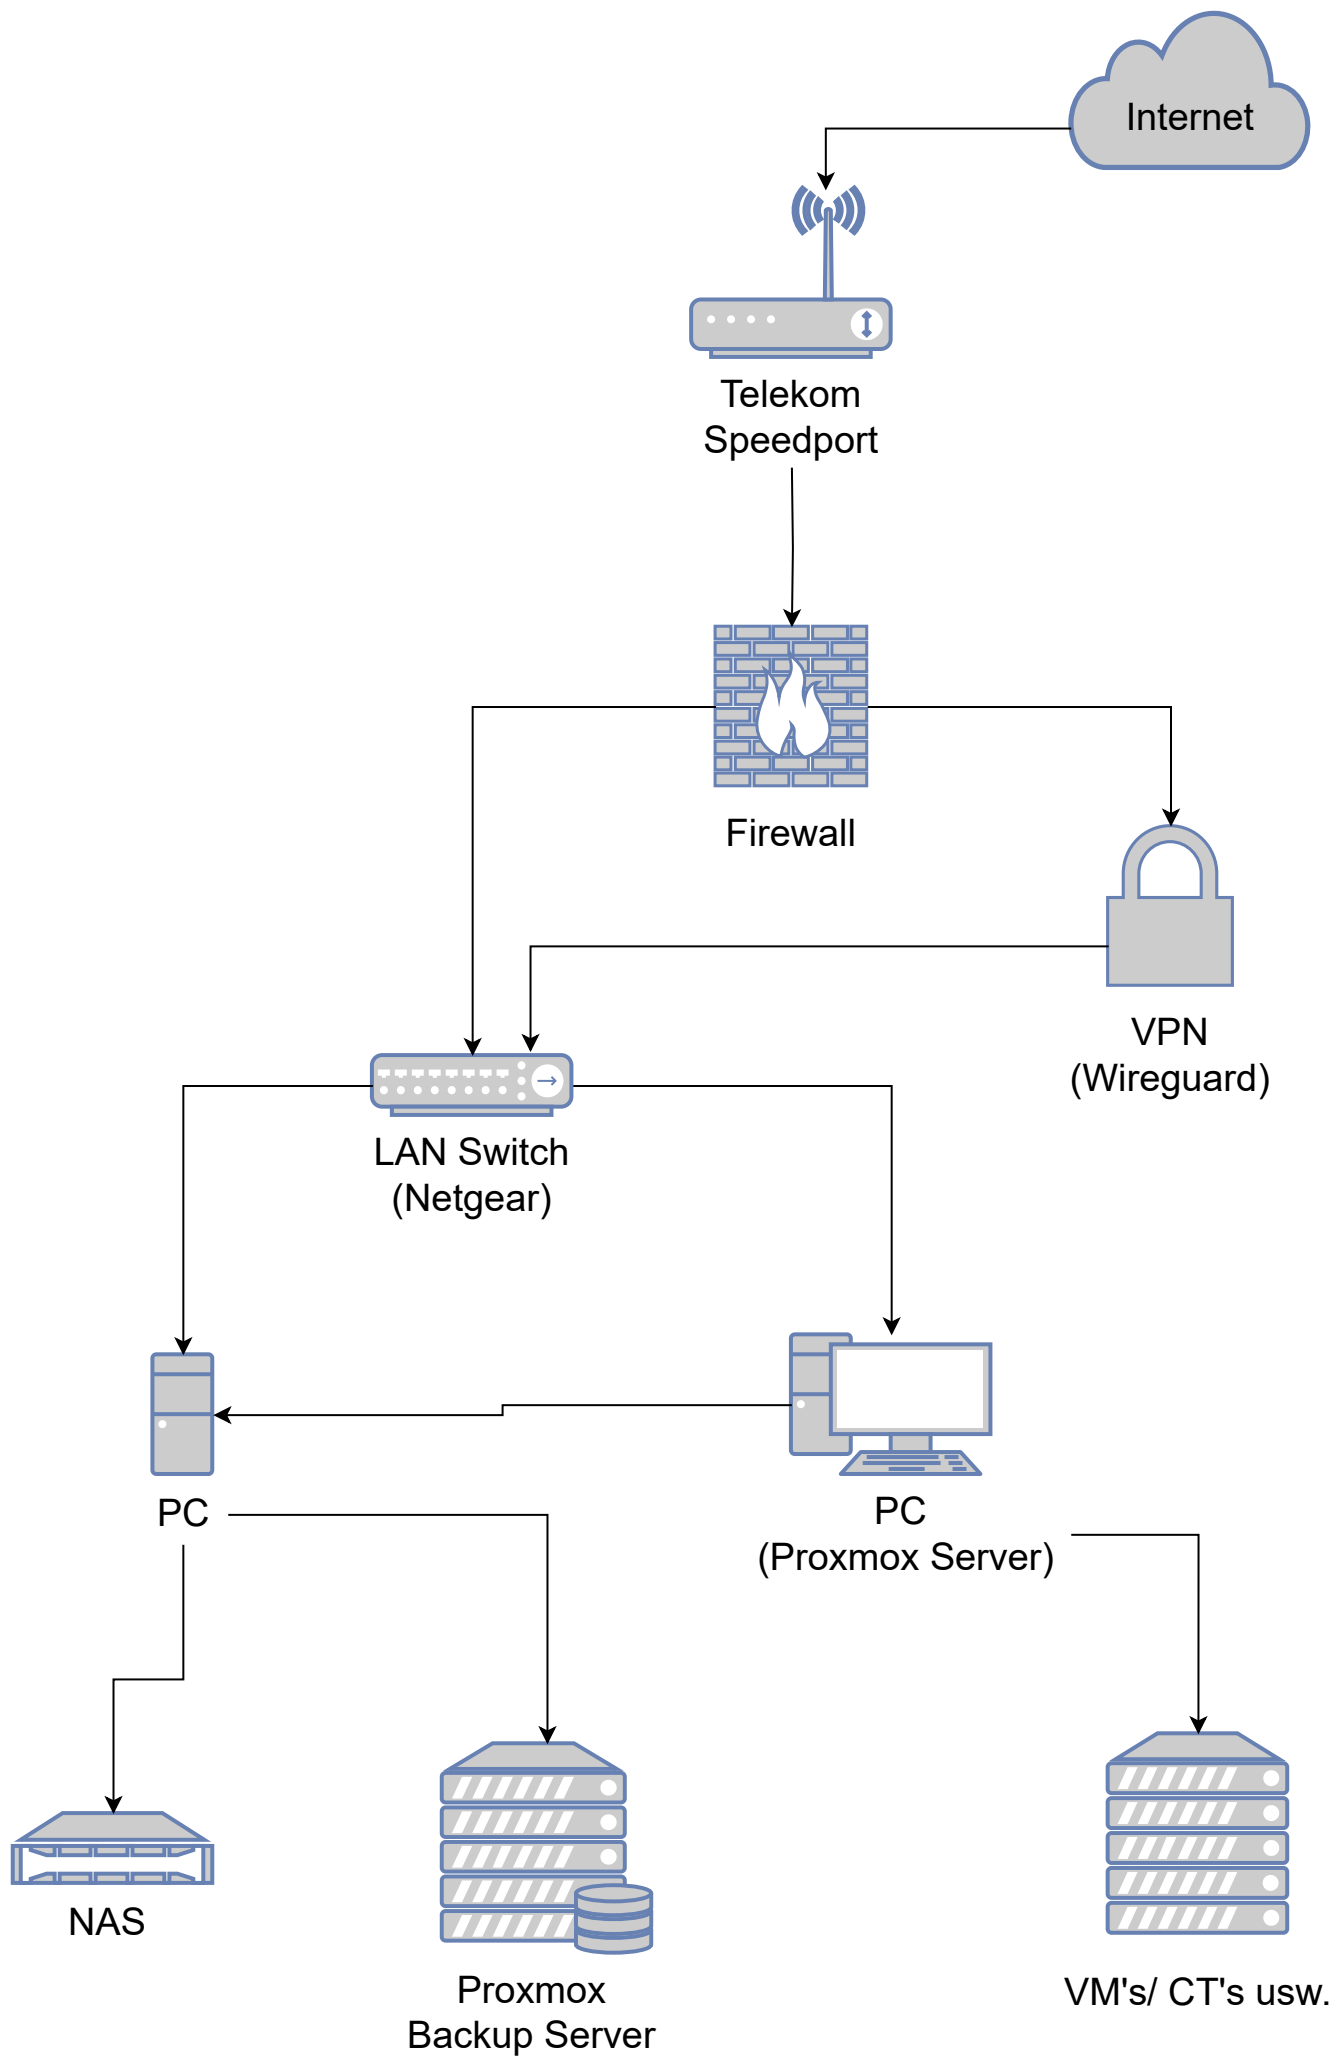 Internet
Telekom
Speedport
Firewall
VPN
(Wireguard)
LAN Switch
(Netgear)
PC
PC
(Proxmox Server)
NAS
Proxmox
Backup Server
VM's/ CT's usw.